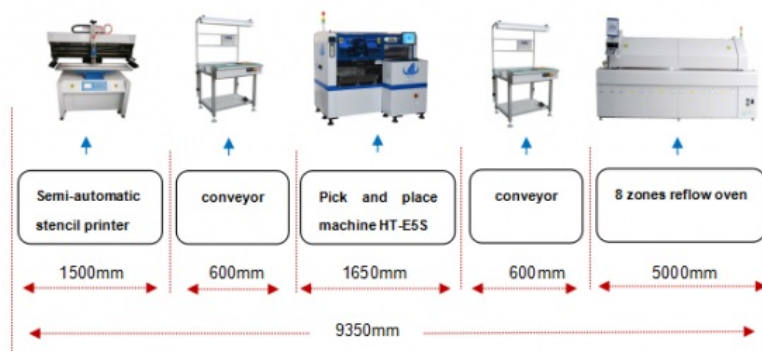 Semi-automatic
stencil printer
conveyor
Pick and place
machine HT-E5S
conveyor
8 zones reflow oven
1500mm
600mm
1650mm
600mm
5000mm
9350mm